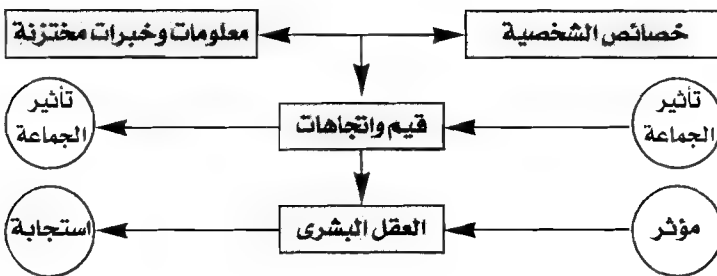 خصائص الشخصية
معلومات وخبرات مختزنة
تأثير
الجماعة
قيم واتجاهات
تأثير
الجماعة
مؤثر
العقل البشرى
استجابة